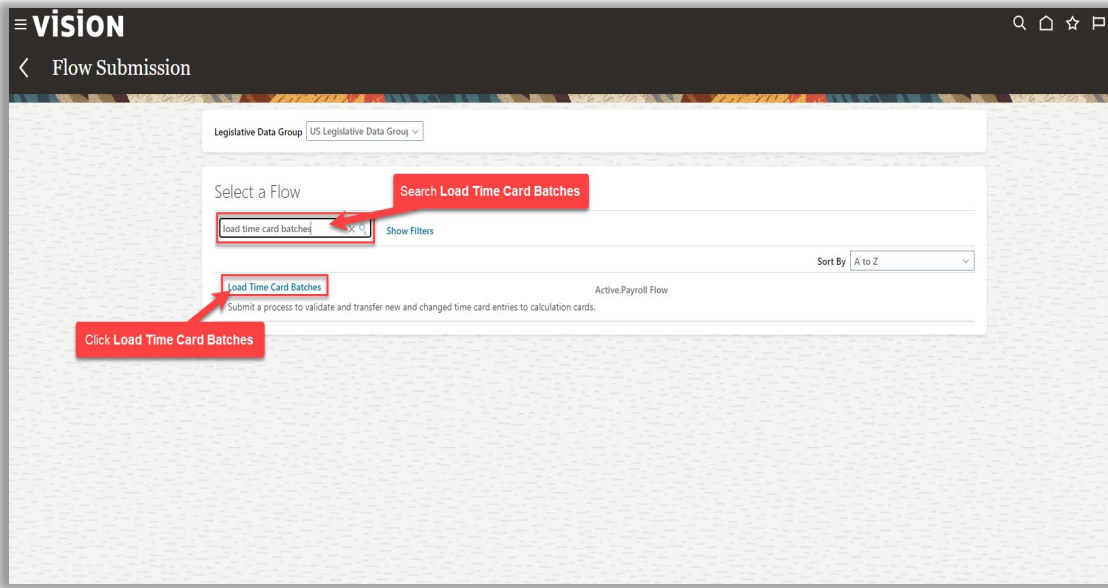 vision
Flow Submission
Legislative Data Group US Legislative Data Group
Select a Flow
Search Load Time Card Batches
load time card batches
Show Filters
Sort By A to Z
Load Time Card Batches
Active.Payroll Flow
Submit a process to validate and transfer new and changed time card entries to calculation cards.
Click Load Time Card Batches